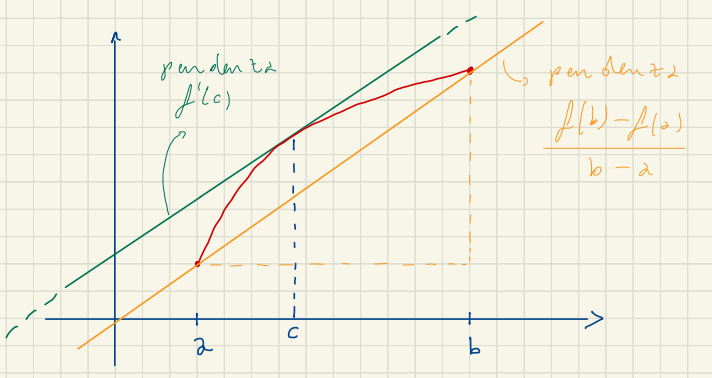 pendenza
f'(c)
pendenza
f(b) - f(a)
b - a
a
c
b